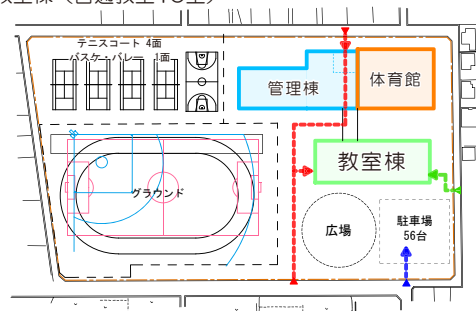 テニスコート 4面
バスケ・バレー 1面
管理棟
体育館
教室棟
グラウンド
広場
駐車場
56台